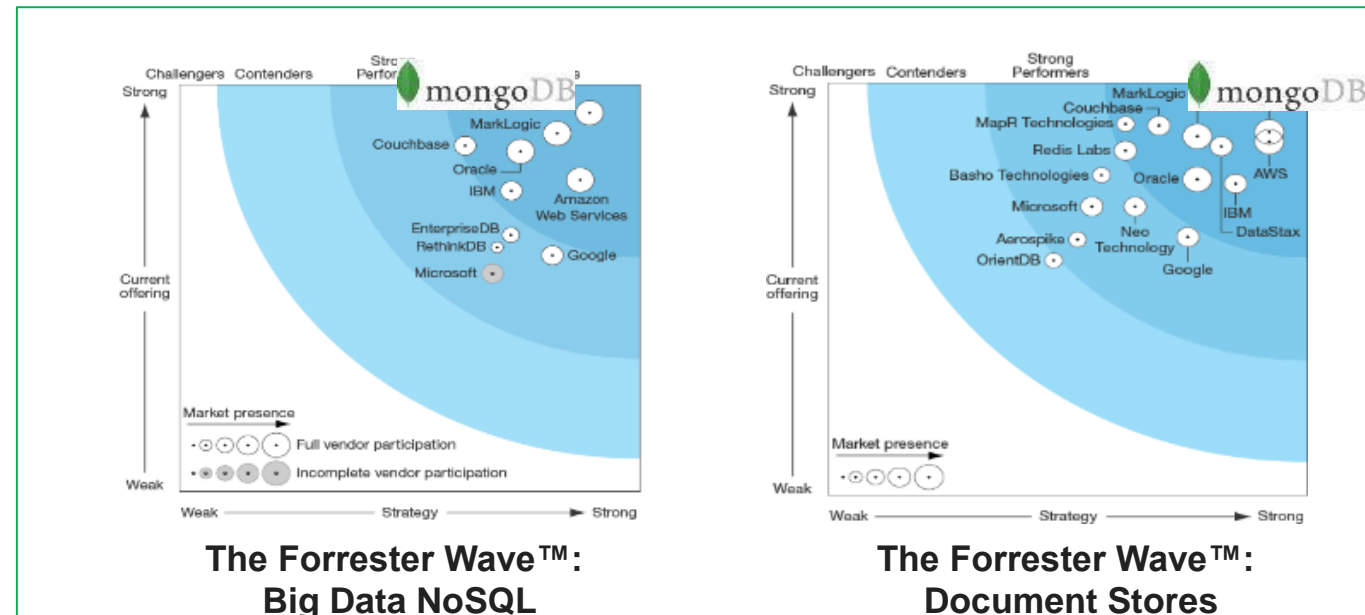 Challengers Contenders
mongoDB
Strong
MarkLogic
Couchbase
Oracle
IBM
Amazon
Web Services
EnterpriseDB
RethinkDB
Google
Microsoft
Current
offering
Market presence
Full vendor participation
Incomplete vendor participation
Weak
Weak Strategy Strong
The Forrester Wave™:
Big Data NoSQL
Strong
Performers
Challengers Contenders
mongoDB
Strong
MarkLogic
Couchbase
MapR Technologies
Redis Labs
Basho Technologies
Oracle
AWS
Microsoft
IBM
Neo
Technology
DataStax
Aerospike
OrientDB
Google
Current
offering
Market presence
Weak
Weak Strategy Strong
The Forrester Wave™:
Document Stores